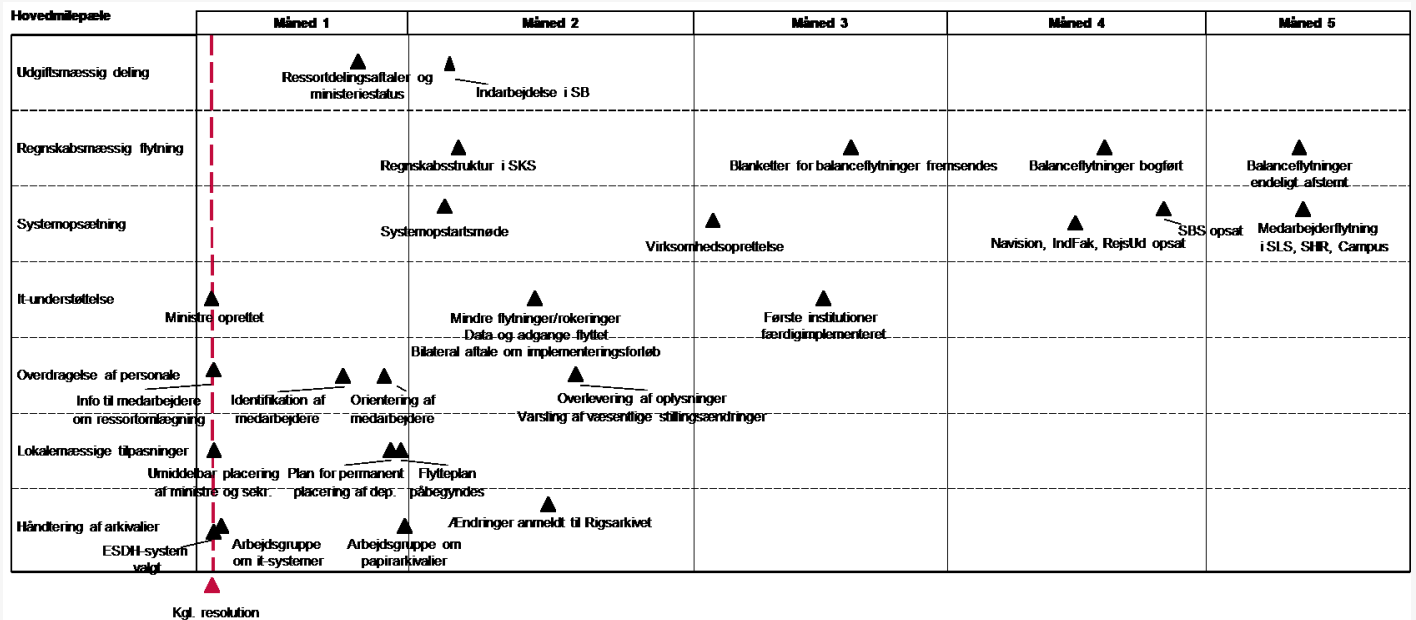 Hovedmilepæle
Måned 1
Måned 2
Måned 3
Måned 4
Måned 5
Udgiftsmæssig deling
Ressortdelingsaftaler og
ministeriestatus
Indarbejdelse i SB
Regnskabsmæssig flytning
Regnskabsstruktur i SKS
Blanketter for balanceflytninger fremsendes
Balanceflytninger bogført
Balanceflytninger
endeligt afstemt
Systemopsætning
Systemopstartsmøde
Virksomhedsoprettelse
Navision, IndFak, RejsUd opsat
SBS opsat
Medarbejderflytning
i SLS, SHR, Campus
It-understøttelse
Ministre oprettet
Mindre flytninger/rokeringer
Data og adgange flyttet
Bilateral aftale om implementeringsforløb
Første institutioner
færdigimplementeret
Overdragelse af personale
Info til medarbejdere
om ressortomlægning
Identifikation af
medarbejdere
Orientering af
medarbejdere
Overlevering af oplysninger
Varsling af væsentlige stillingsændringer
Lokalemæssige tilpasninger
Umiddelbar placering
af ministre og sekr.
Plan for permanent
placering af dep.
Flytteplan
påbegyndes
Håndtering af arkivalier
ESDH-system
valgt
Arbejdsgruppe
om it-systemer
Arbejdsgruppe om
papirarkivalier
Ændringer anmeldt til Rigsarkivet
Kgl. resolution